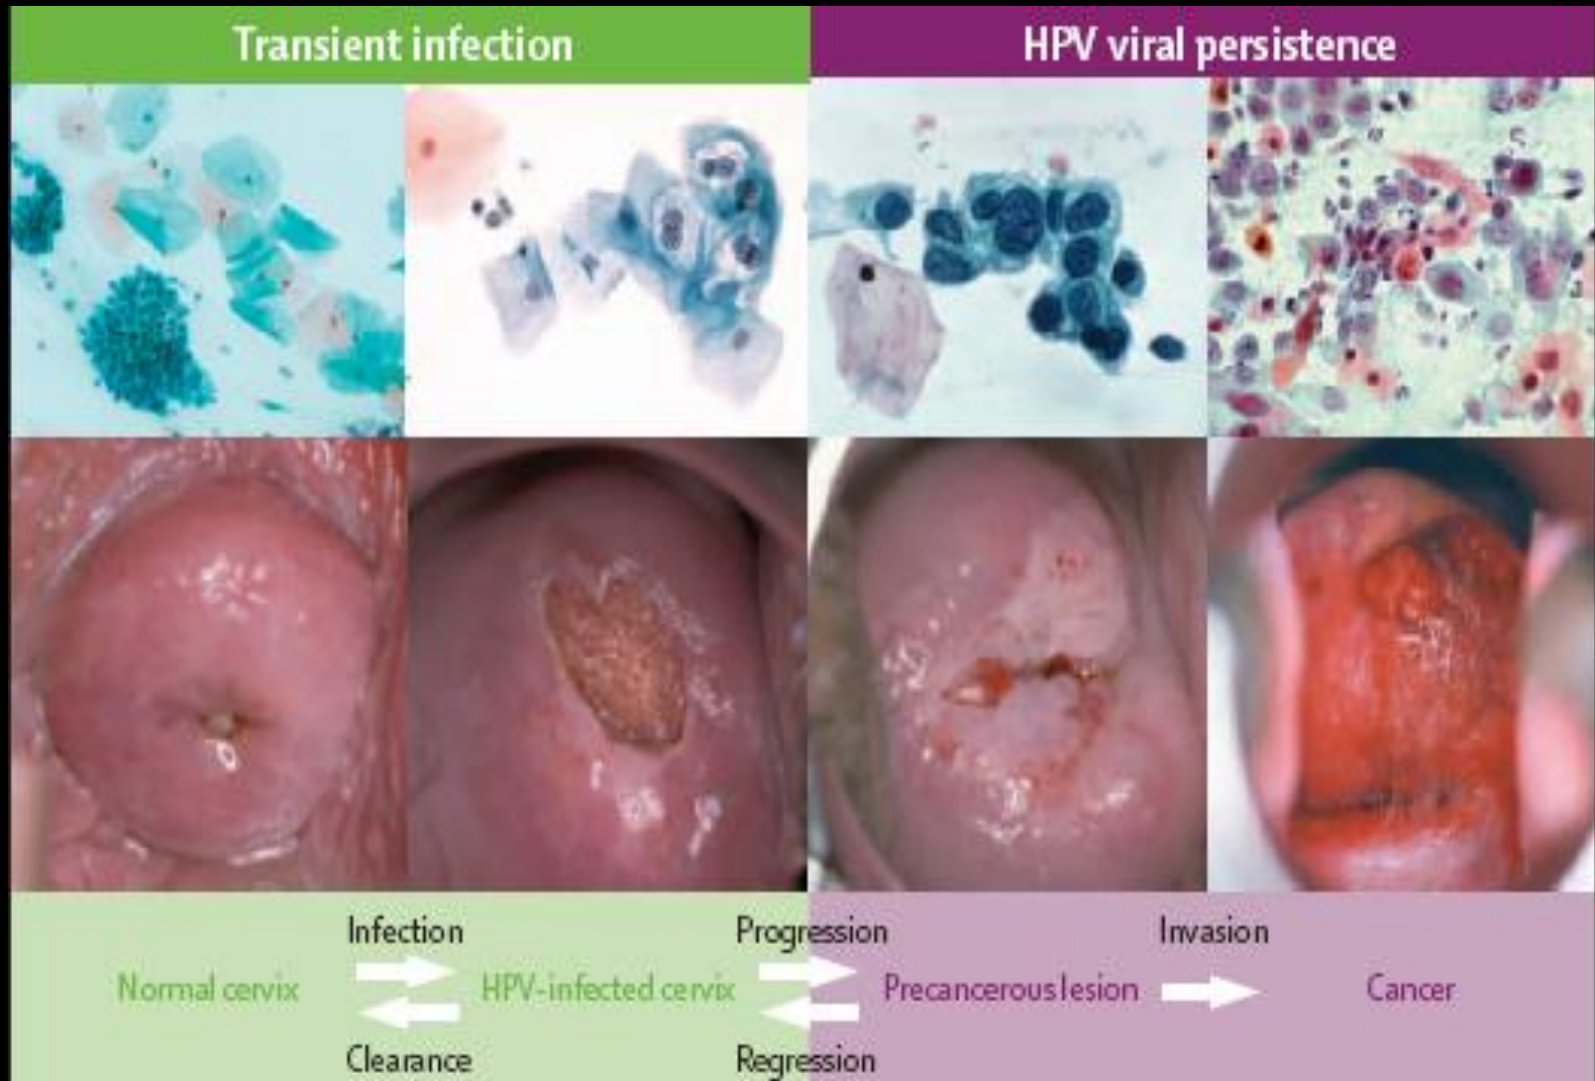 Transient infection
HPV viral persistence
Infection
Progression
Invasion
Normal cervix
HPV-infected cervix
Precancerous lesion
Cancer
Clearance
Regression